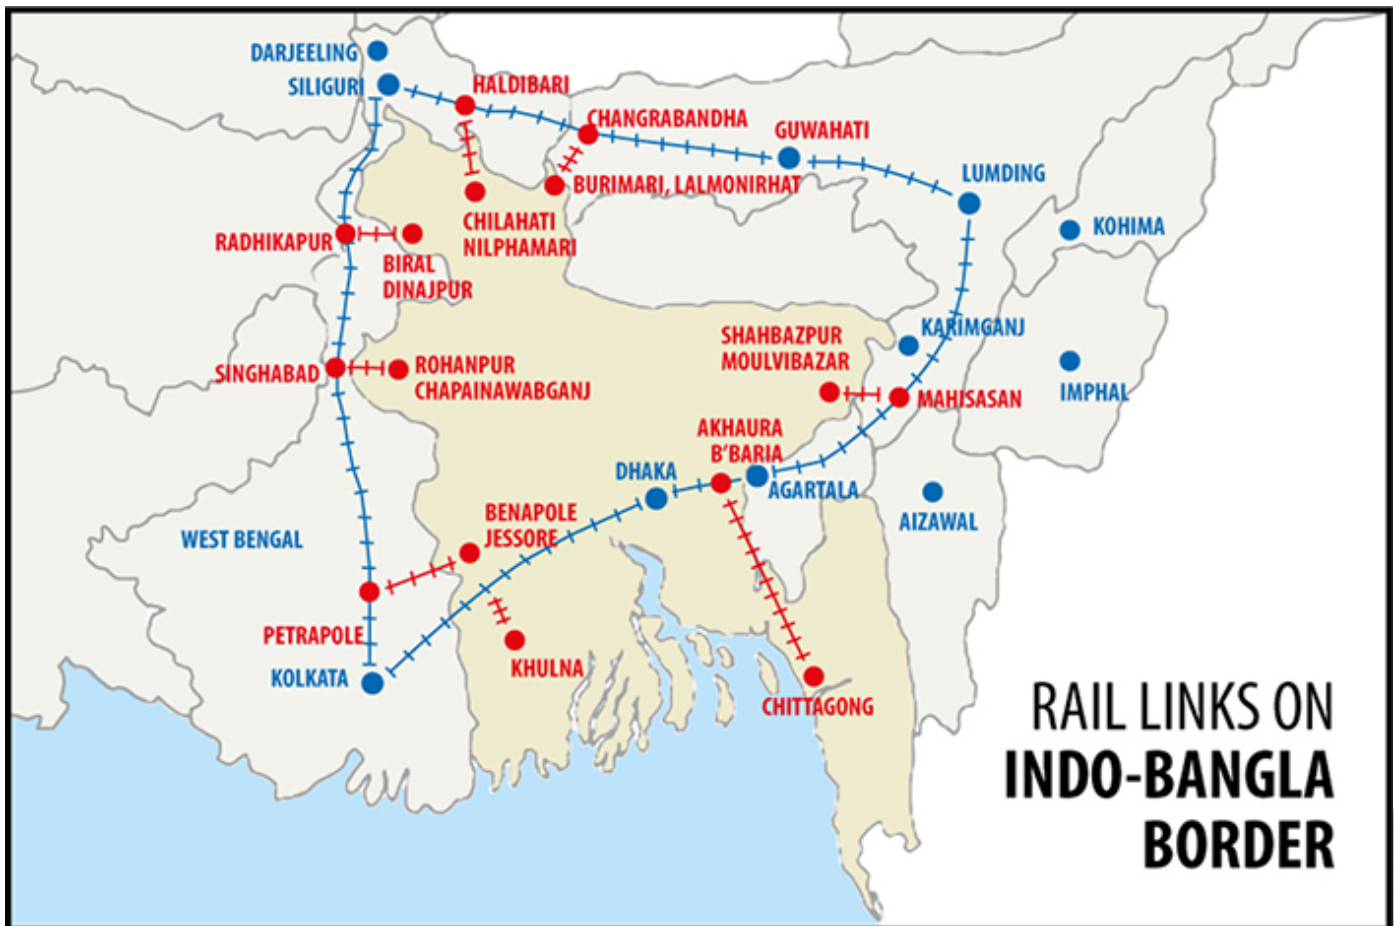 DARJEELING
SILIGURI
HALDIBARI
CHANGRABANDHA
GUWAHATI
LUMDING
BURIMARI, LALMONIRHAT
CHILAHATI
NILPHAMARI
KOHIMA
RADHIKAPUR
BIRAL
DINAJPUR
KARIMGANJ
SHAHBAZPUR
MOULVIBAZAR
SINGHABAD
ROHANPUR
CHAPAINAWABGANJ
IMPHAL
MAHISASAN
AKHAURA
B'BARIA
DHAKA
AGARTALA
AIZAWAL
BENAPOLE
JESSORE
WEST BENGAL
PETRAPOLE
KHULNA
KOLKATA
CHITTAGONG
RAIL LINKS ON
INDO-BANGLA
BORDER